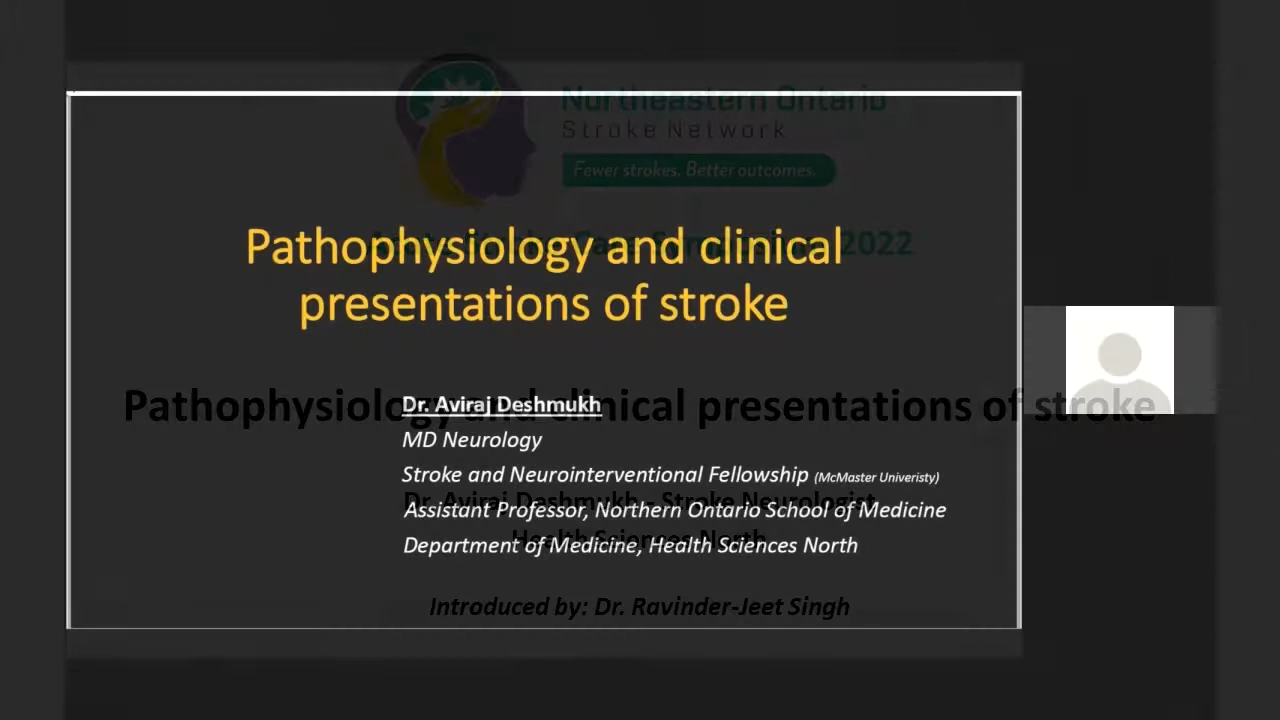 Northeastern Ontario
Stroke Network
Fewer strokes. Better outcomes.
2022
Pathophysiology and clinical
presentations of stroke
Pathophysiology and clinical presentations of stroke
Dr. Aviraj Deshmukh
MD Neurology
Stroke and Neurointerventional Fellowship (McMaster Univeristy)
Dr. Aviraj Deshmukh - Stroke Neurologist
Assistant Professor, Northern Ontario School of Medicine
Health Sciences North
Department of Medicine, Health Sciences North
Introduced by: Dr. Ravinder-Jeet Singh